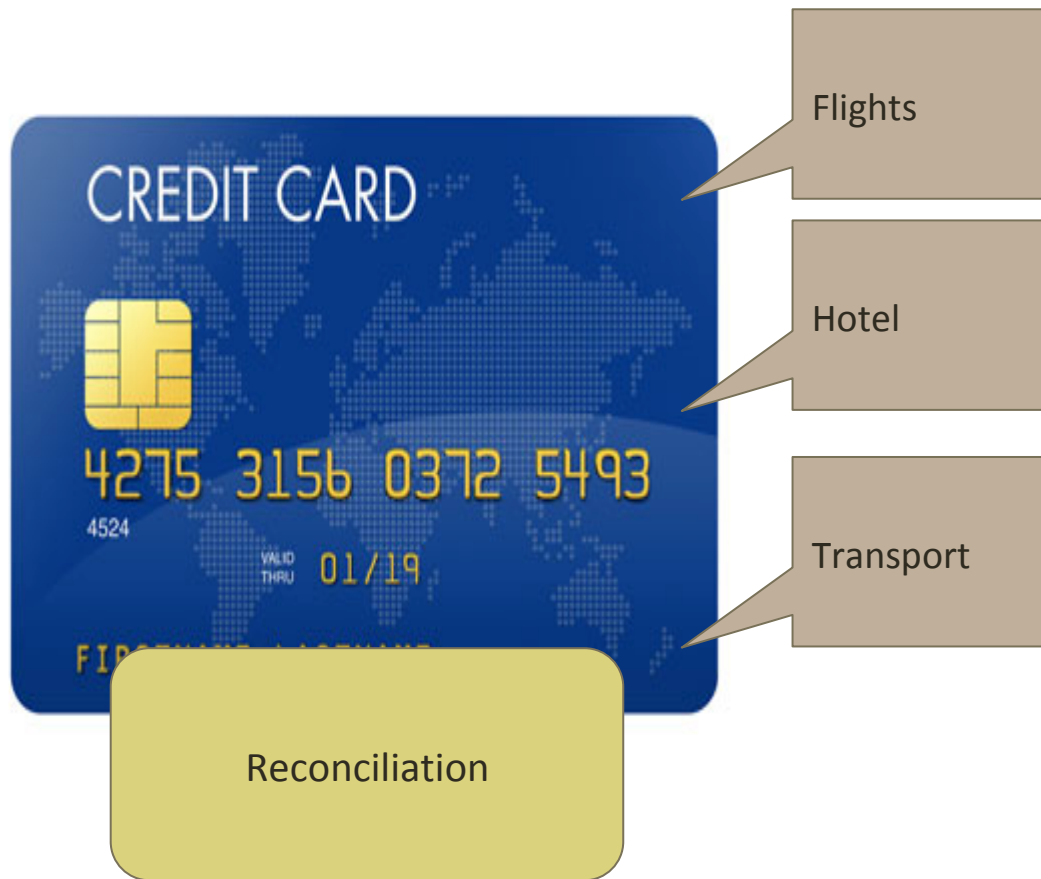 Flights
CREDIT CARD
Hotel
4275 3156 0372 5493
4524
VALID
THRU 01/19
Transport
Reconciliation